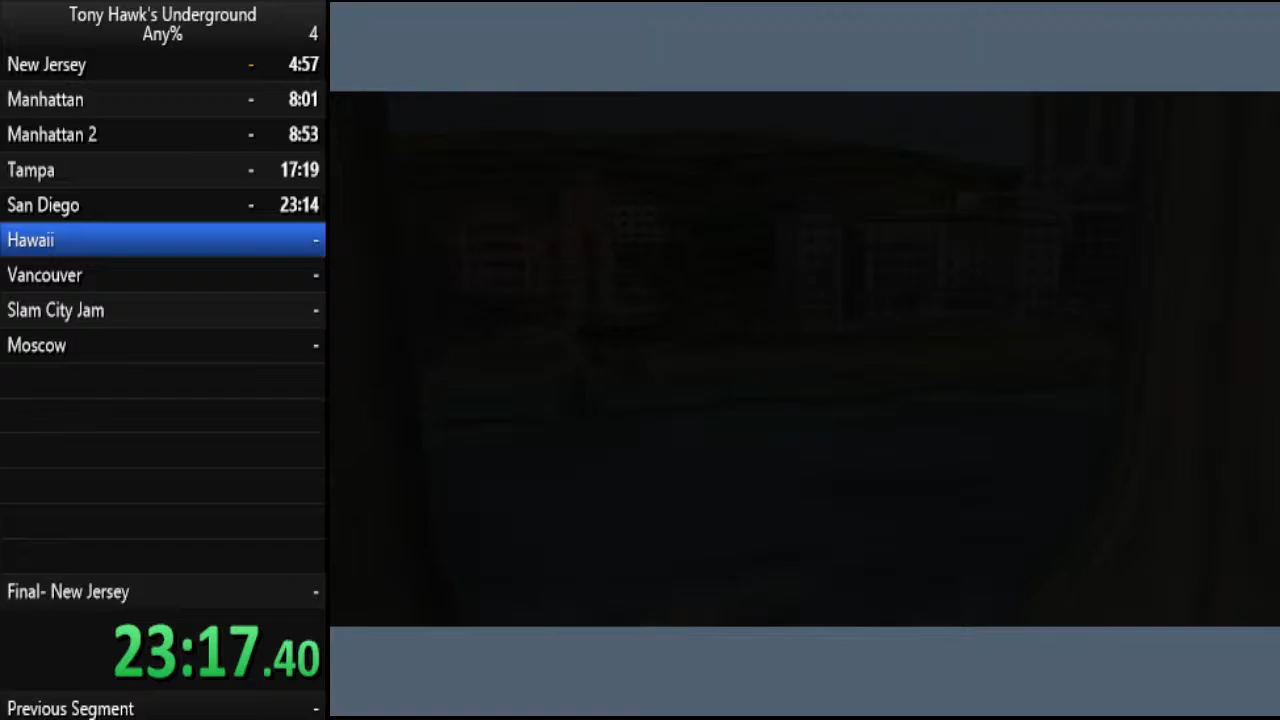 Tony Hawk's Underground
Any% 4
New Jersey - 4:57
Manhattan - 8:01
Manhattan 2 - 8:53
Tampa - 17:19
San Diego - 23:14
Hawaii -
Vancouver -
Slam City Jam -
Moscow -
Final- New Jersey -
23:17.40
Previous Segment -